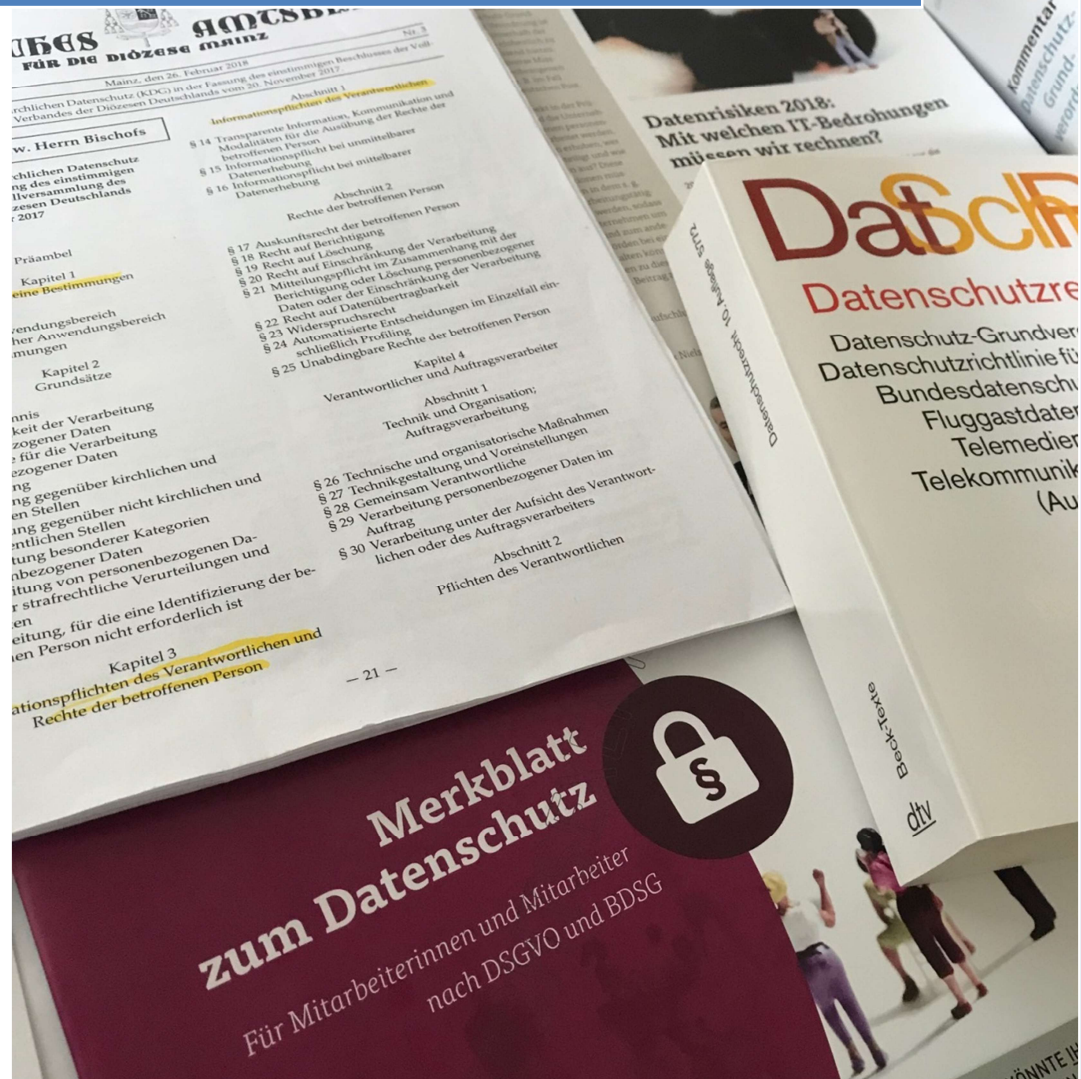 AMTSBL
FÜR DIE DIÖZESE MAINZ
Nr. 3
Mainz, den 26. Februar 2018
rchlichen Datenschutz (KDG) in der Fassung des einstimmigen Beschlusses der Voll-
Verbandes der Diözesen Deutschlands vom 20. November 2017
w. Herrn Bischofs
rchlichen Datenschutz
ng des einstimmigen
llversammlung des
zesen Deutschlands
r 2017
Präambel
Kapitel 1
eine Bestimmungen
vendungsbereich
her Anwendungsbereich
mungen
Kapitel 2
Grundsätze
nnis
keit der Verarbeitung
zogener Daten
e für die Verarbeitung
ezogener Daten
ng
ng gegenüber kirchlichen und
en Stellen
ung gegenüber nicht kirchlichen und
entlichen Stellen
tung besonderer Kategorien
nbezogener Daten
itung von personenbezogenen Da-
r strafrechtliche Verurteilungen und
en
eitung, für die eine Identifizierung der be-
en Person nicht erforderlich ist
Kapitel 3
ationspflichten des Verantwortlichen und
Rechte der betroffenen Person
Abschnitt 1
Informationspflichten des Verantwortlichen
§ 14 Transparente Information, Kommunikation und
Modalitäten für die Ausübung der Rechte der
betroffenen Person
§ 15 Informationspflicht bei unmittelbarer
Datenerhebung
§ 16 Informationspflicht bei mittelbarer
Datenerhebung
Abschnitt 2
Rechte der betroffenen Person
§ 17 Auskunftsrecht der betroffenen Person
§ 18 Recht auf Berichtigung
§ 19 Recht auf Löschung
§ 20 Recht auf Einschränkung der Verarbeitung
§ 21 Mitteilungspflicht im Zusammenhang mit der
Berichtigung oder Löschung personenbezogener
Daten oder der Einschränkung der Verarbeitung
§ 22 Recht auf Datenübertragbarkeit
§ 23 Widerspruchsrecht
§ 24 Automatisierte Entscheidungen im Einzelfall ein-
schließlich Profiling
§ 25 Unabdingbare Rechte der betroffenen Person
Kapitel 4
Verantwortlicher und Auftragsverarbeiter
Abschnitt 1
Technik und Organisation;
Auftragsverarbeitung
§ 26 Technische und organisatorische Maßnahmen
§ 27 Technikgestaltung und Voreinstellungen
§ 28 Gemeinsam Verantwortliche
§ 29 Verarbeitung personenbezogener Daten im
Auftrag
§ 30 Verarbeitung unter der Aufsicht des Verantwort-
lichen oder des Auftragsverarbeiters
Abschnitt 2
Pflichten des Verantwortlichen
— 21 —
Datenrisiken 2018:
Mit welchen IT-Bedrohungen
müssen wir rechnen?
Kommentar
Datenschutz-
Grund-
verord
DatSchR
Datenschutzre
Datenschutz-Grundver
Datenschutzrichtlinie fü
Bundesdatenschu
Fluggastdaten
Telemedien
Telekommunik
(Au
Datenschutzrecht 10. Auflage 5772
Beck-Texte
dtv
Merkblatt
zum Datenschutz
§
Für Mitarbeiterinnen und Mitarbeiter
nach DSGVO und BDSG
KÖNNTE IH